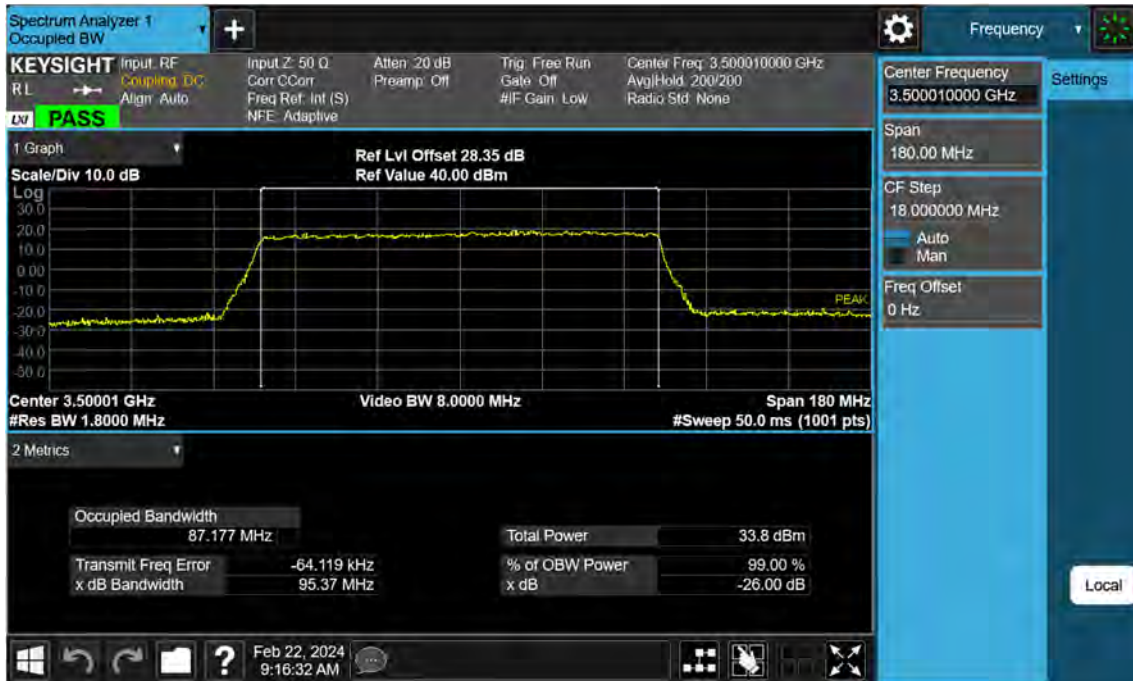 Spectrum Analyzer 1
Occupied BW
+
Frequency
KEYSIGHT
RL
LXI
PASS
Input: RF
Coupling: DC
Align: Auto
Input Z: 50 Ω
Corr CCorr
Freq Ref: Int (S)
NFE: Adaptive
Atten: 20 dB
Preamp: Off
Trig: Free Run
Gate: Off
#IF Gain: Low
Center Freq: 3.500010000 GHz
Avg|Hold: 200/200
Radio Std: None
Center Frequency
3.500010000 GHz
Settings
Span
180.00 MHz
CF Step
18.000000 MHz
Auto
Man
Freq Offset
0 Hz
1 Graph
Scale/Div 10.0 dB
Ref Lvl Offset 28.35 dB
Ref Value 40.00 dBm
Log
30.0
20.0
10.0
0.00
-10.0
-20.0
-30.0
-40.0
-50.0
PEAK
Center 3.50001 GHz
#Res BW 1.8000 MHz
Video BW 8.0000 MHz
Span 180 MHz
#Sweep 50.0 ms (1001 pts)
2 Metrics
Occupied Bandwidth
87.177 MHz
Total Power 33.8 dBm
Transmit Freq Error -64.119 kHz
% of OBW Power 99.00 %
x dB Bandwidth 95.37 MHz
x dB -26.00 dB
Local
?
Feb 22, 2024
9:16:32 AM